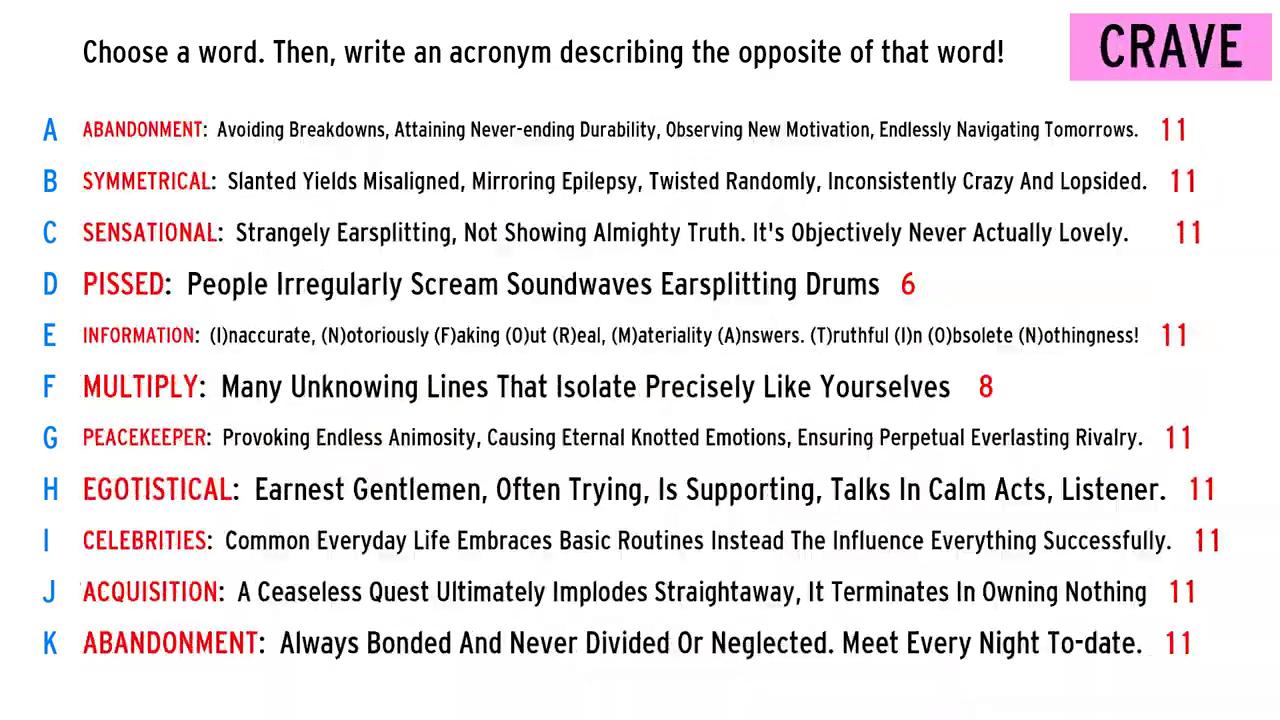 Choose a word. Then, write an acronym describing the opposite of that word!
CRAVE
A ABANDONMENT: Avoiding Breakdowns, Attaining Never-ending Durability, Observing New Motivation, Endlessly Navigating Tomorrows. 11
B SYMMETRICAL: Slanted Yields Misaligned, Mirroring Epilepsy, Twisted Randomly, Inconsistently Crazy And Lopsided. 11
C SENSATIONAL: Strangely Earsplitting, Not Showing Almighty Truth. It's Objectively Never Actually Lovely. 11
D PISSED: People Irregularly Scream Soundwaves Earsplitting Drums 6
E INFORMATION: (I)naccurate, (N)otoriously (F)aking (O)ut (R)eal, (M)ateriality (A)nswers. (T)ruthful (I)n (O)bsolete (N)othingness! 11
F MULTIPLY: Many Unknowing Lines That Isolate Precisely Like Yourselves 8
G PEACEKEEPER: Provoking Endless Animosity, Causing Eternal Knotted Emotions, Ensuring Perpetual Everlasting Rivalry. 11
H EGOTISTICAL: Earnest Gentlemen, Often Trying, Is Supporting, Talks In Calm Acts, Listener. 11
I CELEBRITIES: Common Everyday Life Embraces Basic Routines Instead The Influence Everything Successfully. 11
J ACQUISITION: A Ceaseless Quest Ultimately Implodes Straightaway, It Terminates In Owning Nothing 11
K ABANDONMENT: Always Bonded And Never Divided Or Neglected. Meet Every Night To-date. 11